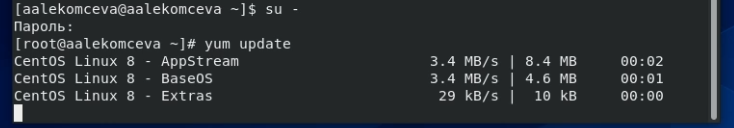 [aalekomceva@aalekomceva ~]$ su -
Пароль:
[root@aalekomceva ~]# yum update
CentOS Linux 8 - AppStream 3.4 MB/s | 8.4 MB 00:02
CentOS Linux 8 - BaseOS 3.4 MB/s | 4.6 MB 00:01
CentOS Linux 8 - Extras 29 kB/s | 10 kB 00:00